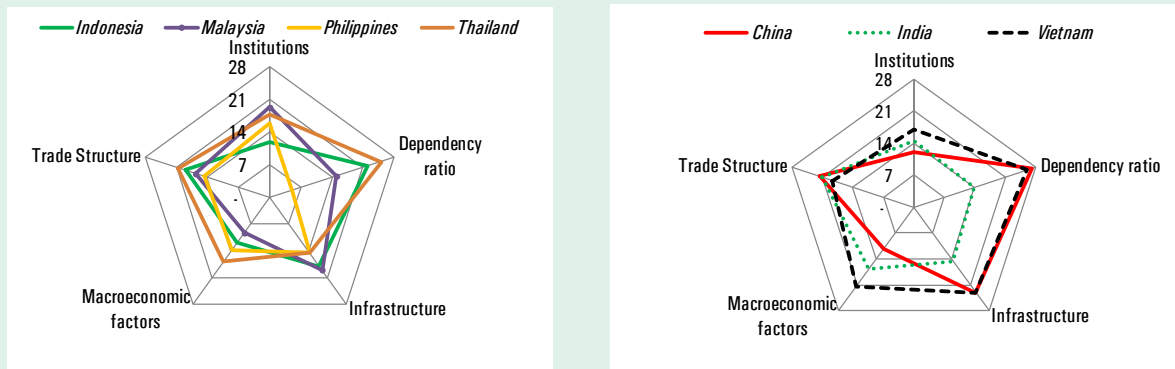 Indonesia Malaysia Philippines Thailand
Institutions
28
21
14
7
-
Dependency
ratio
Infrastructure
Macroeconomic
factors
Trade Structure
China India Vietnam
Institutions
28
21
14
7
-
Dependency ratio
Infrastructure
Macroeconomic
factors
Trade Structure